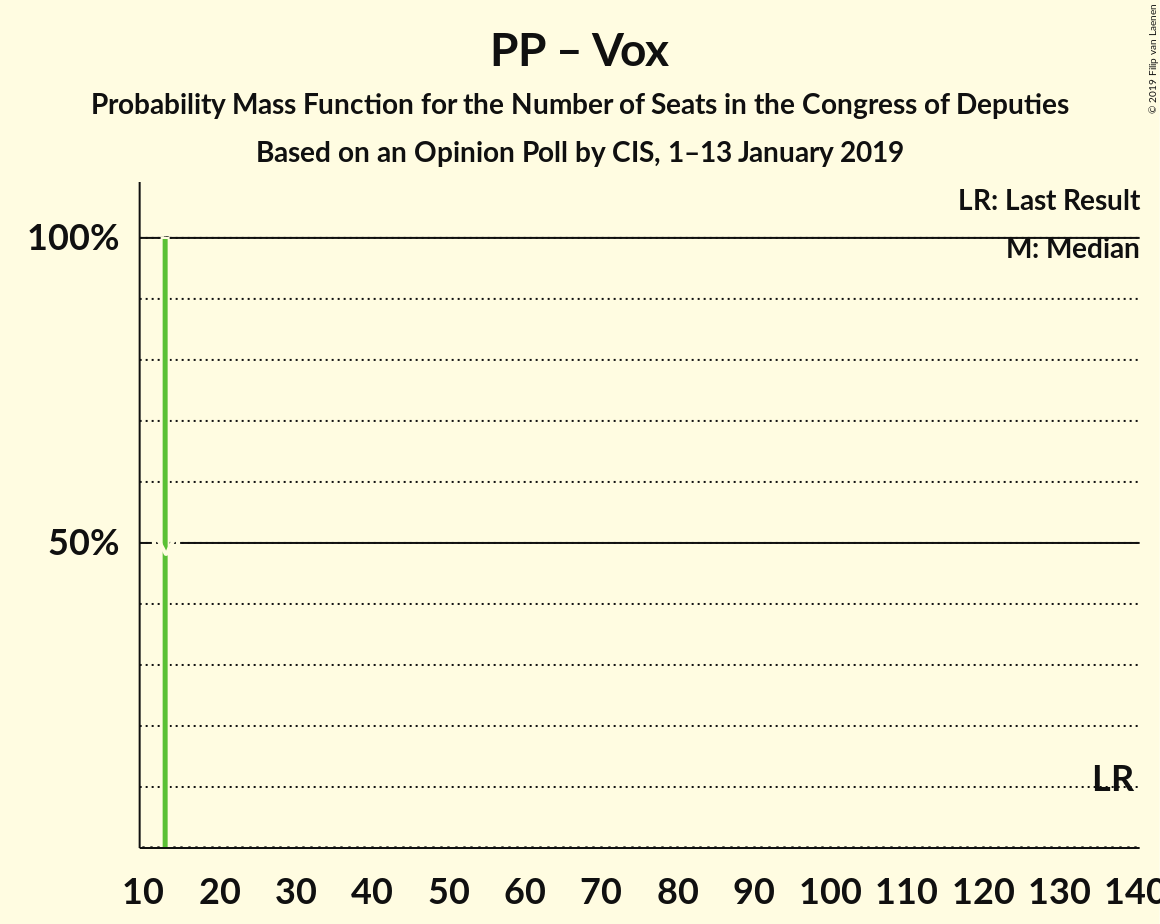 PP – Vox
Probability Mass Function for the Number of Seats in the Congress of Deputies
Based on an Opinion Poll by CIS, 1–13 January 2019
© 2019 Filip van Laenen
LR: Last Result
M: Median
100%
50%
LR
10 20 30 40 50 60 70 80 90 100 110 120 130 140